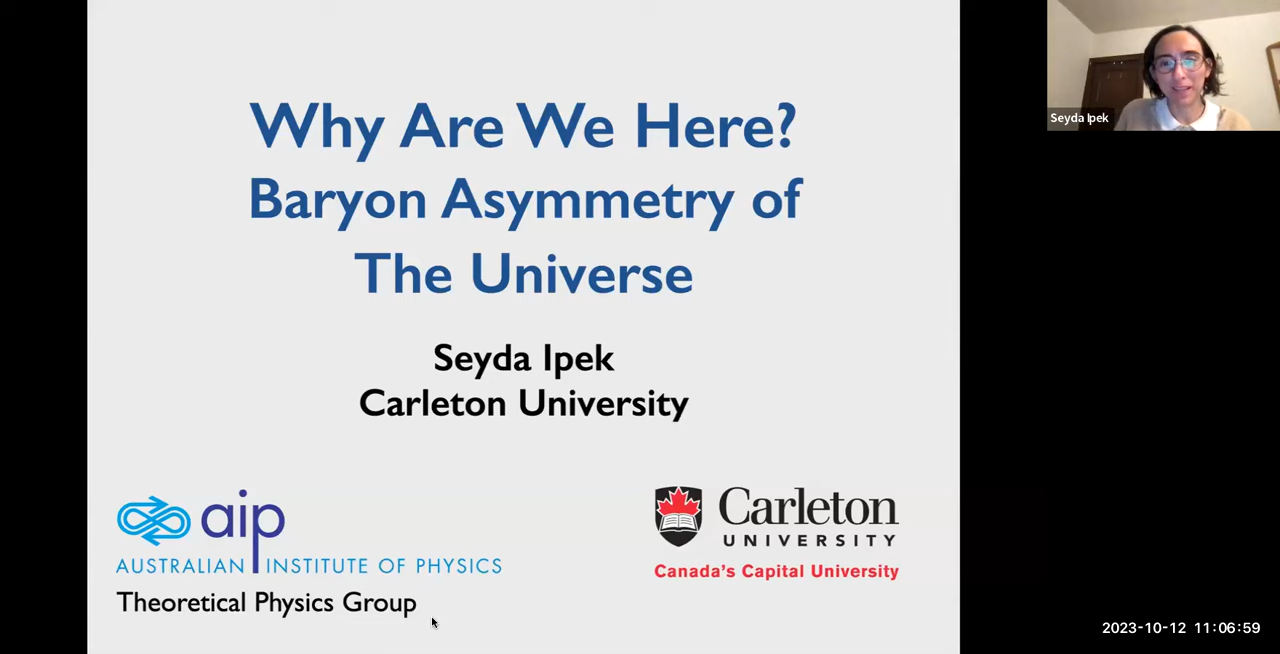 Why Are We Here?
Baryon Asymmetry of
The Universe
Seyda Ipek
Carleton University
aip
AUSTRALIAN INSTITUTE OF PHYSICS
Theoretical Physics Group
Carleton
UNIVERSITY
Canada's Capital University
Seyda Ipek
2023-10-12 11:06:59